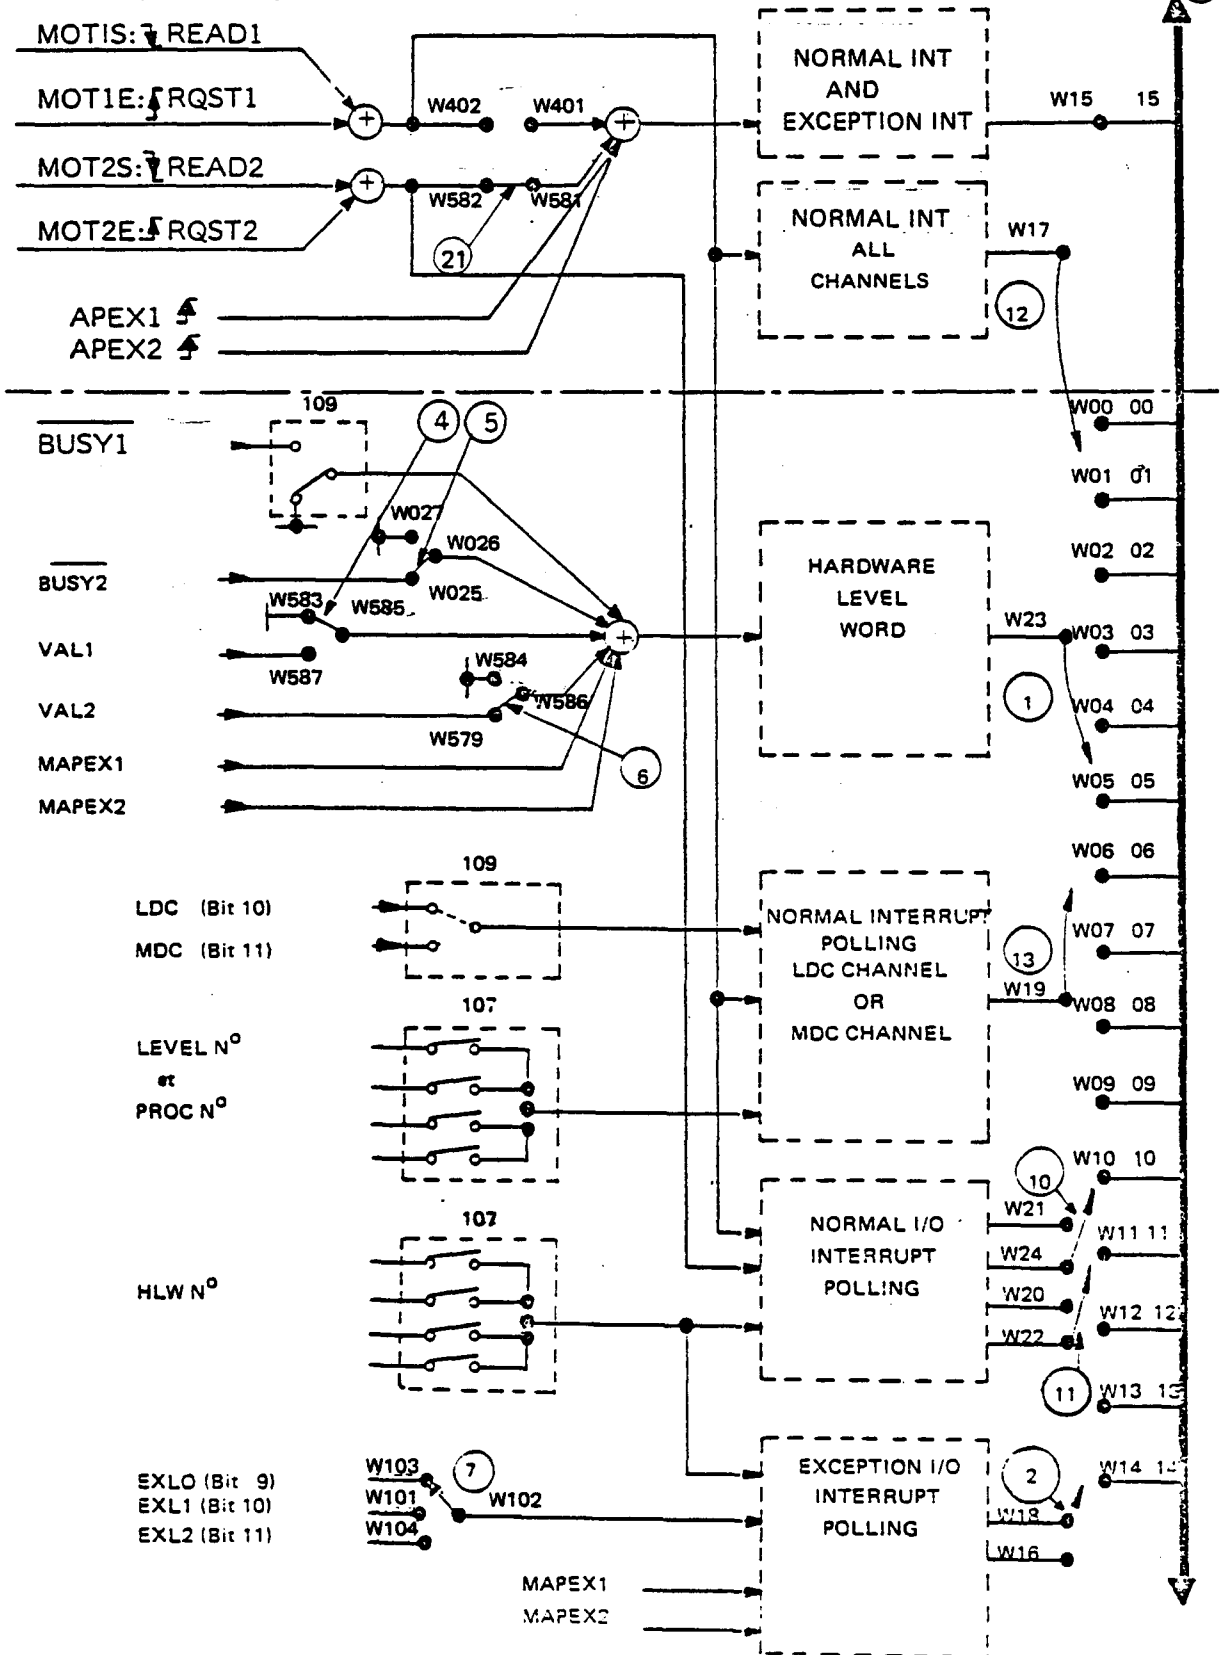 MOTIS: READ1
MOT1E: RQST1
MOT2S: READ2
MOT2E: RQST2
APEX1
APEX2
W402
W401
W582
W581
21
NORMAL INT
AND
EXCEPTION INT
W15 15
NORMAL INT
ALL
CHANNELS
W17
12
BUSY1
109
4
5
W027
W026
BUSY2
W025
W583
W585
VAL1
W587
W584
W586
VAL2
W579
6
MAPEX1
MAPEX2
HARDWARE
LEVEL
WORD
W23
1
W00 00
W01 01
W02 02
W03 03
W04 04
W05 05
W06 06
W07 07
W08 08
W09 09
W10 10
W11 11
W12 12
W13 13
W14 14
109
LDC (Bit 10)
MDC (Bit 11)
NORMAL INTERRUPT
POLLING
LDC CHANNEL
OR
MDC CHANNEL
13
W19
107
LEVEL Nº
et
PROC Nº
107
HLW Nº
NORMAL I/O
INTERRUPT
POLLING
10
W21
W24
W20
W22
11
EXLO (Bit 9)
EXL1 (Bit 10)
EXL2 (Bit 11)
W103
W101
W104
7
W102
EXCEPTION I/O
INTERRUPT
POLLING
2
W18
W16
MAPEX1
MAPEX2